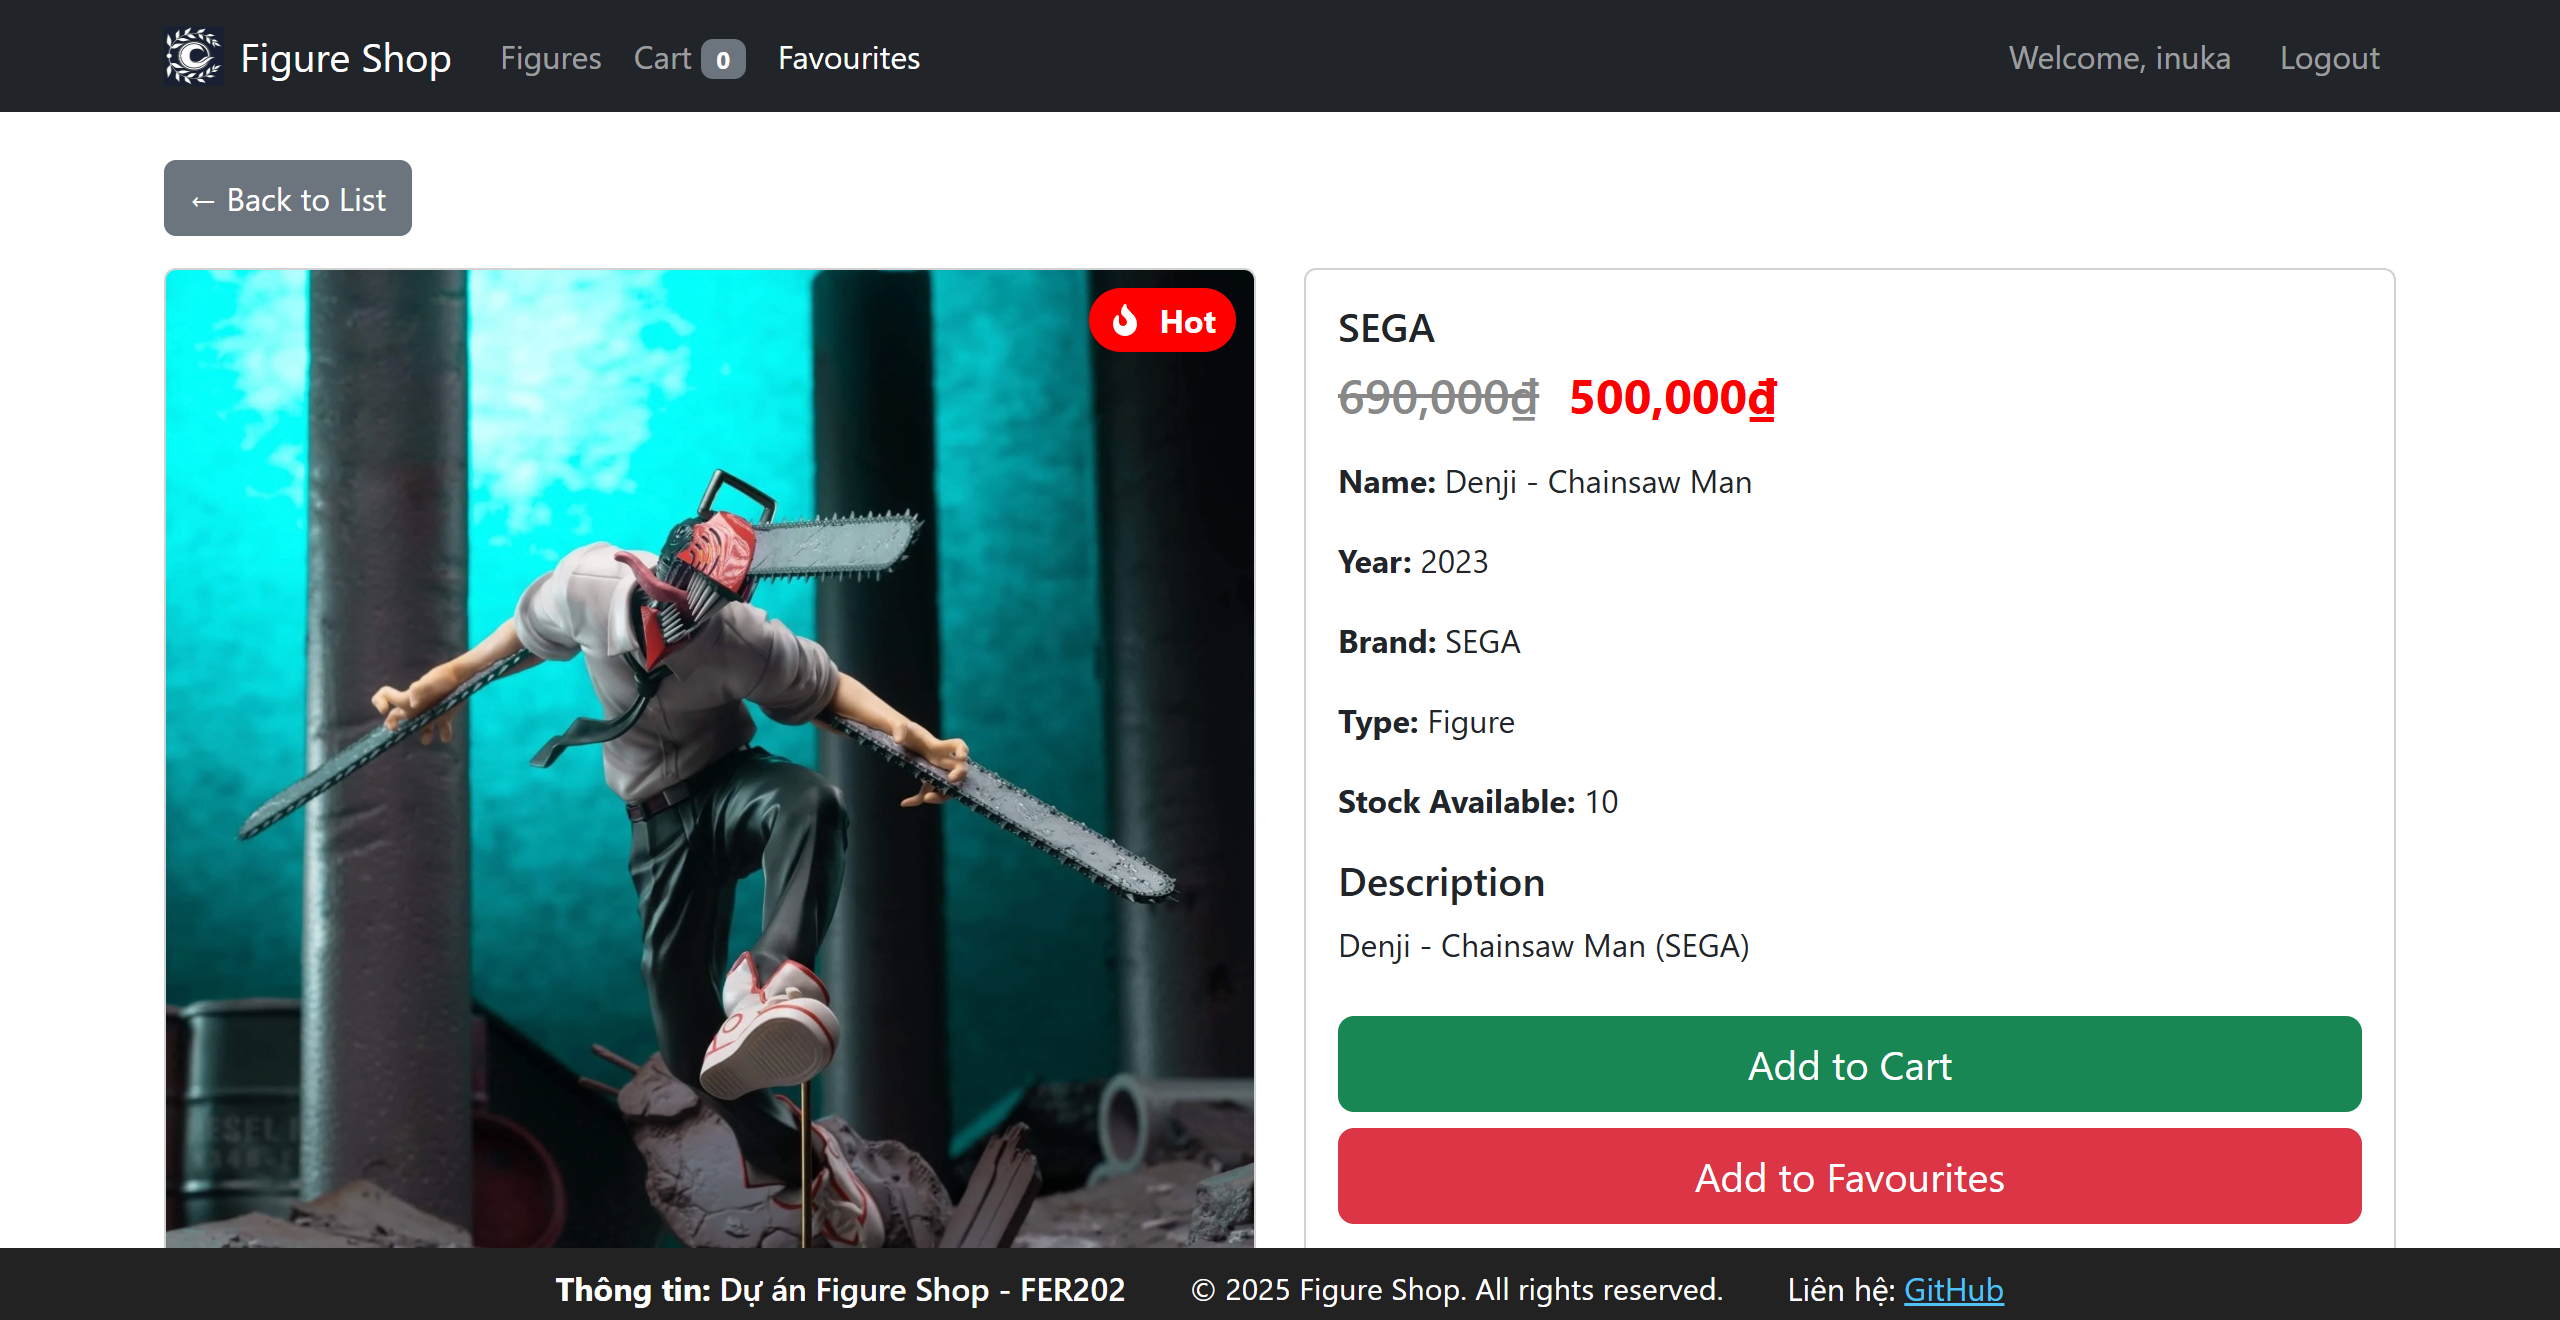 Figure Shop
Figures
Cart 0
Favourites
Welcome, inuka
Logout
← Back to List
Hot
SEGA
690,000₫ 500,000₫
Name: Denji - Chainsaw Man
Year: 2023
Brand: SEGA
Type: Figure
Stock Available: 10
Description
Denji - Chainsaw Man (SEGA)
Add to Cart
Add to Favourites
Thông tin: Dự án Figure Shop - FER202
© 2025 Figure Shop. All rights reserved.
Liên hệ: GitHub